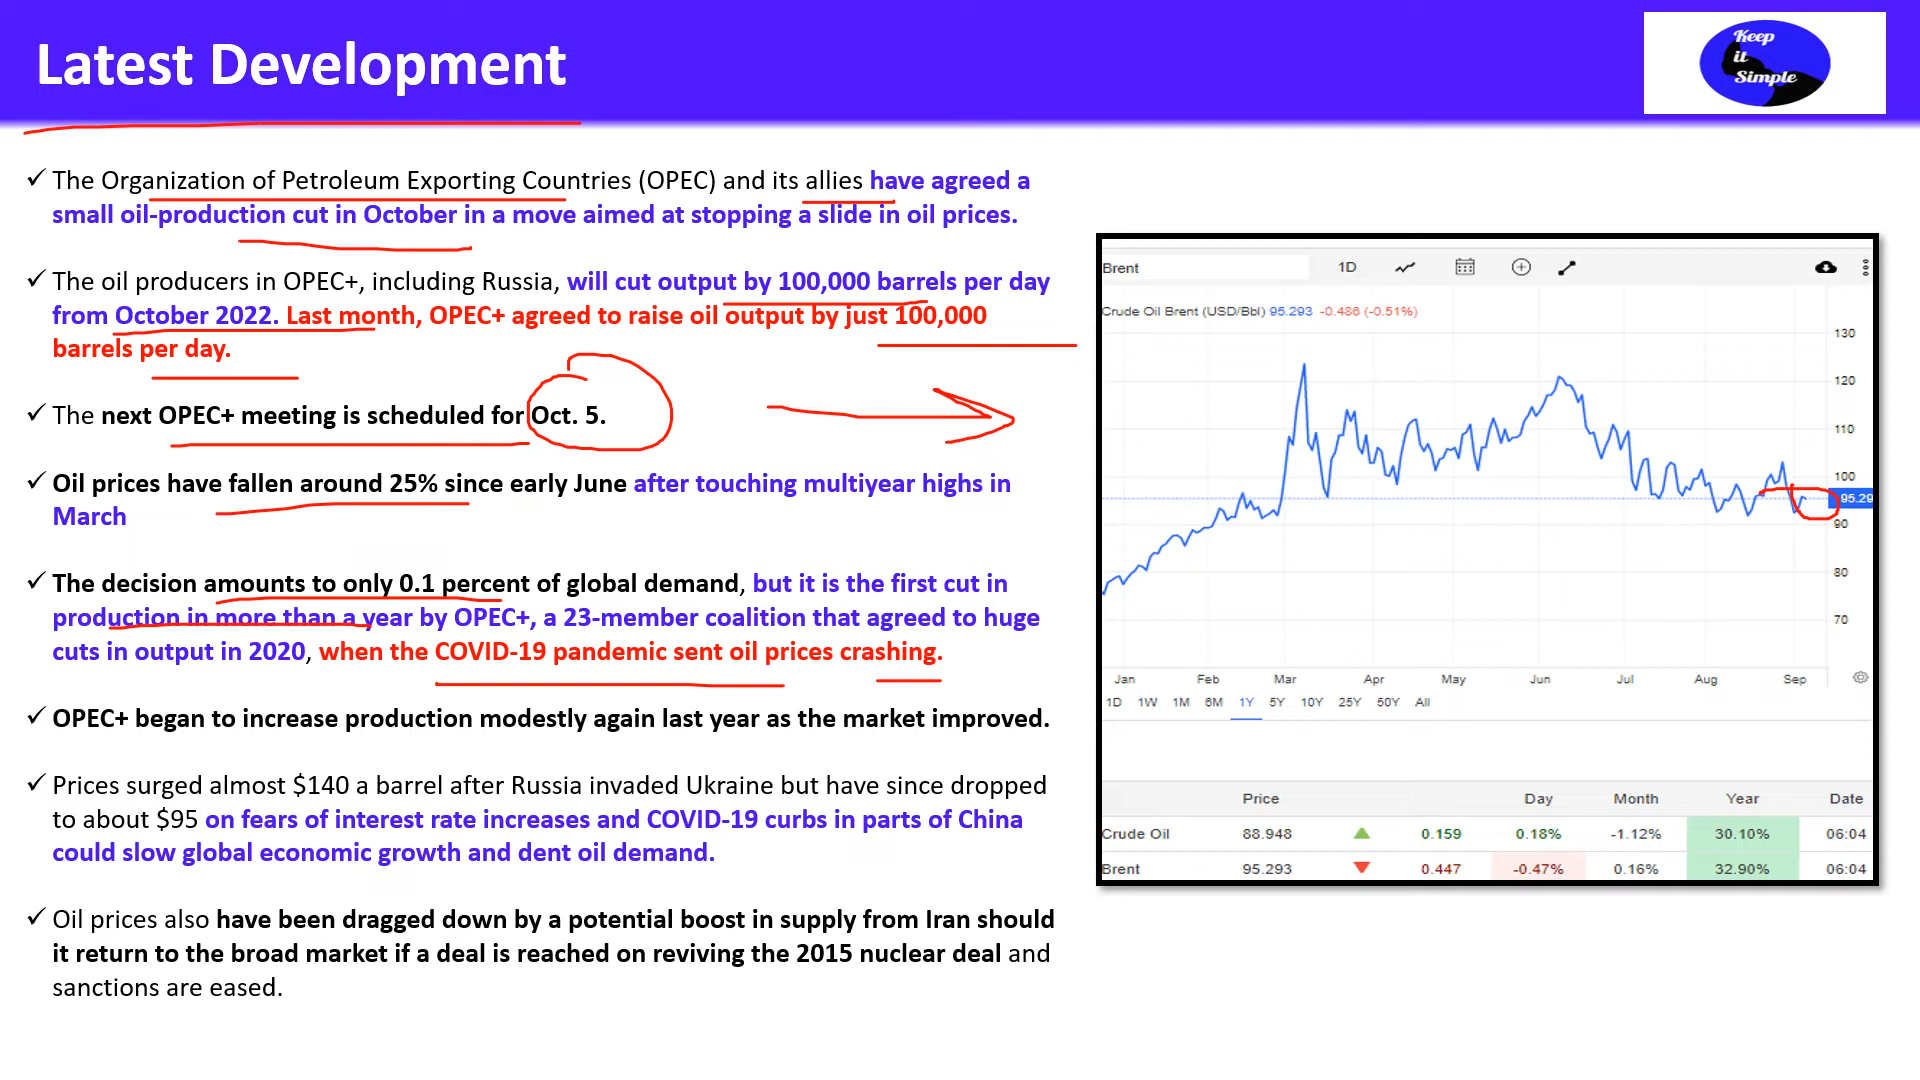 Latest Development
Keep
it
Simple
✓ The Organization of Petroleum Exporting Countries (OPEC) and its allies have agreed a
small oil-production cut in October in a move aimed at stopping a slide in oil prices.
✓ The oil producers in OPEC+, including Russia, will cut output by 100,000 barrels per day
from October 2022. Last month, OPEC+ agreed to raise oil output by just 100,000
barrels per day.
✓ The next OPEC+ meeting is scheduled for Oct. 5.
✓ Oil prices have fallen around 25% since early June after touching multiyear highs in
March
✓ The decision amounts to only 0.1 percent of global demand, but it is the first cut in
production in more than a year by OPEC+, a 23-member coalition that agreed to huge
cuts in output in 2020, when the COVID-19 pandemic sent oil prices crashing.
✓ OPEC+ began to increase production modestly again last year as the market improved.
✓ Prices surged almost $140 a barrel after Russia invaded Ukraine but have since dropped
to about $95 on fears of interest rate increases and COVID-19 curbs in parts of China
could slow global economic growth and dent oil demand.
✓ Oil prices also have been dragged down by a potential boost in supply from Iran should
it return to the broad market if a deal is reached on reviving the 2015 nuclear deal and
sanctions are eased.
Brent 1D
Crude Oil Brent (USD/Bbl) 95.293 -0.486 (-0.51%)
130
120
110
100
95.29
90
80
70
Jan Feb Mar Apr May Jun Jul Aug Sep
1D 1W 1M 6M 1Y 5Y 10Y 25Y 50Y All
Price Day Month Year Date
Crude Oil 88.948 0.159 0.18% -1.12% 30.10% 06:04
Brent 95.293 0.447 -0.47% 0.16% 32.90% 06:04